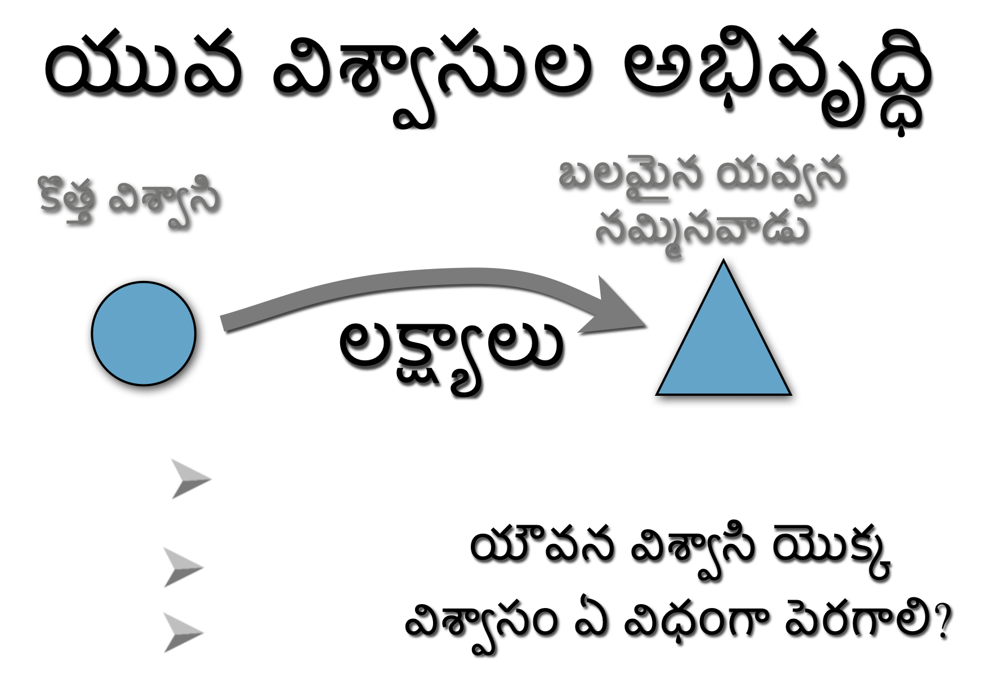 యువ విశ్వాసుల అభివృద్ధి
కొత్త విశ్వాసి
బలమైన యవ్వన
నమ్మినవాడు
లక్ష్యాలు
యౌవన విశ్వాసి యొక్క
విశ్వాసం ఏ విధంగా పెరగాలి?